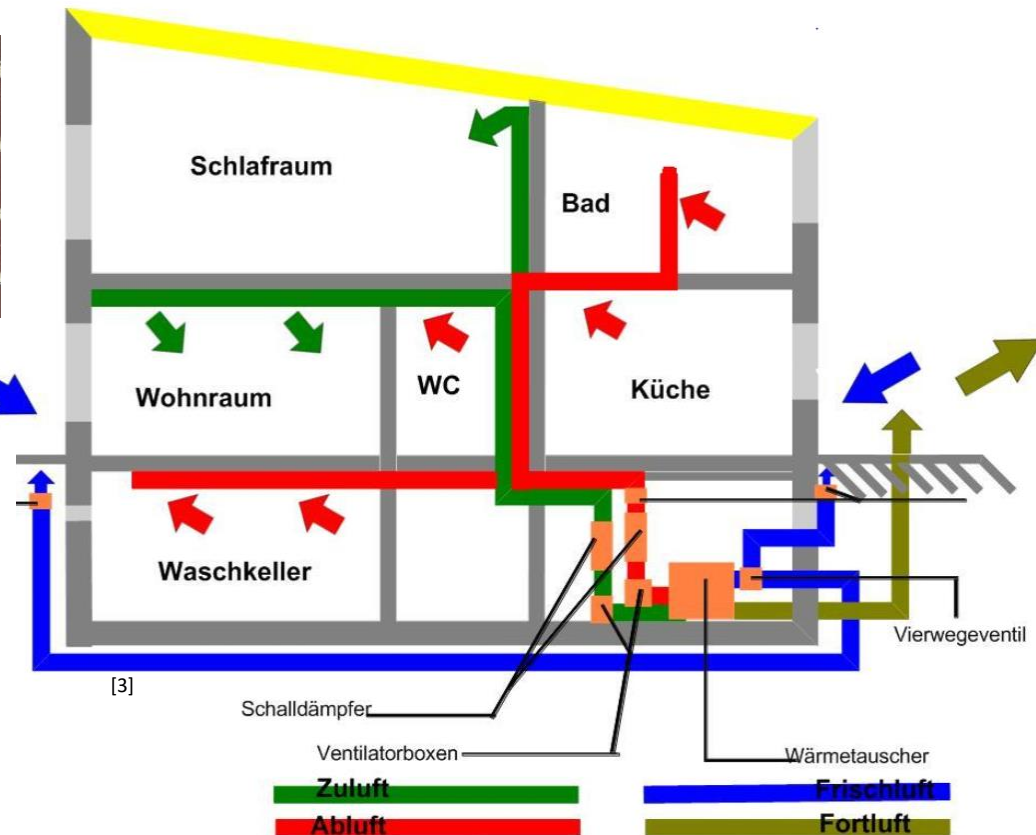 Schlafraum
Bad
Wohnraum
WC
Küche
Waschkeller
Vierwegeventil
[3]
Schalldämpfer
Ventilatorboxen
Wärmetauscher
Zuluft
Frischluft
Abluft
Fortluft